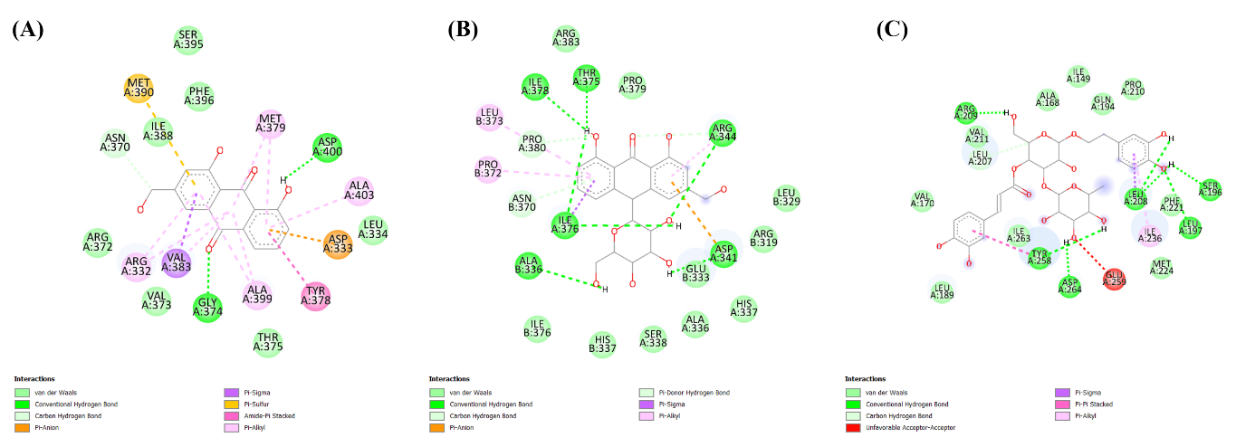 (A)
SER
A:395
MET
A:390
PHE
A:396
MET
A:379
ASN
A:370
ILE
A:388
ASP
A:400
H
O
O
O
H
O
O
ALA
A:403
ARG
A:372
LEU
A:334
ASP
A:333
ARG
A:332
VAL
A:383
VAL
A:373
GLY
A:374
ALA
A:399
TYR
A:378
THR
A:375
Interactions
van der Waals
Conventional Hydrogen Bond
Carbon Hydrogen Bond
Pi-Anion
Pi-Sigma
Pi-Sulfur
Amide-Pi Stacked
Pi-Alkyl
(B)
ARG
A:383
ILE
A:378
THR
A:375
PRO
A:379
LEU
B:373
PRO
A:380
ARG
A:344
H
O
O
O
PRO
B:372
ASN
B:370
LEU
B:329
ILE
A:376
H
O
O
ARG
B:319
ASP
A:341
ALA
B:336
GLU
B:333
H
O
H
O
O
HIS
A:337
ILE
B:376
HIS
B:337
SER
A:338
ALA
A:336
Interactions
van der Waals
Conventional Hydrogen Bond
Carbon Hydrogen Bond
Pi-Anion
Pi-Donor Hydrogen Bond
Pi-Sigma
Pi-Alkyl
(C)
ILE
A:149
PRO
A:210
ALA
A:168
GLN
A:194
ARG
A:209
H
O
VAL
A:211
LEU
A:207
O
O
O
H
H
VAL
A:170
LEU
A:208
PHE
A:221
SER
A:196
LEU
A:197
ILE
A:236
ILE
A:263
TYR
A:258
MET
A:224
LEU
A:189
ASP
A:264
GLU
A:259
Interactions
van der Waals
Conventional Hydrogen Bond
Carbon Hydrogen Bond
Unfavorable Acceptor-Acceptor
Pi-Sigma
Pi-Pi Stacked
Pi-Alkyl